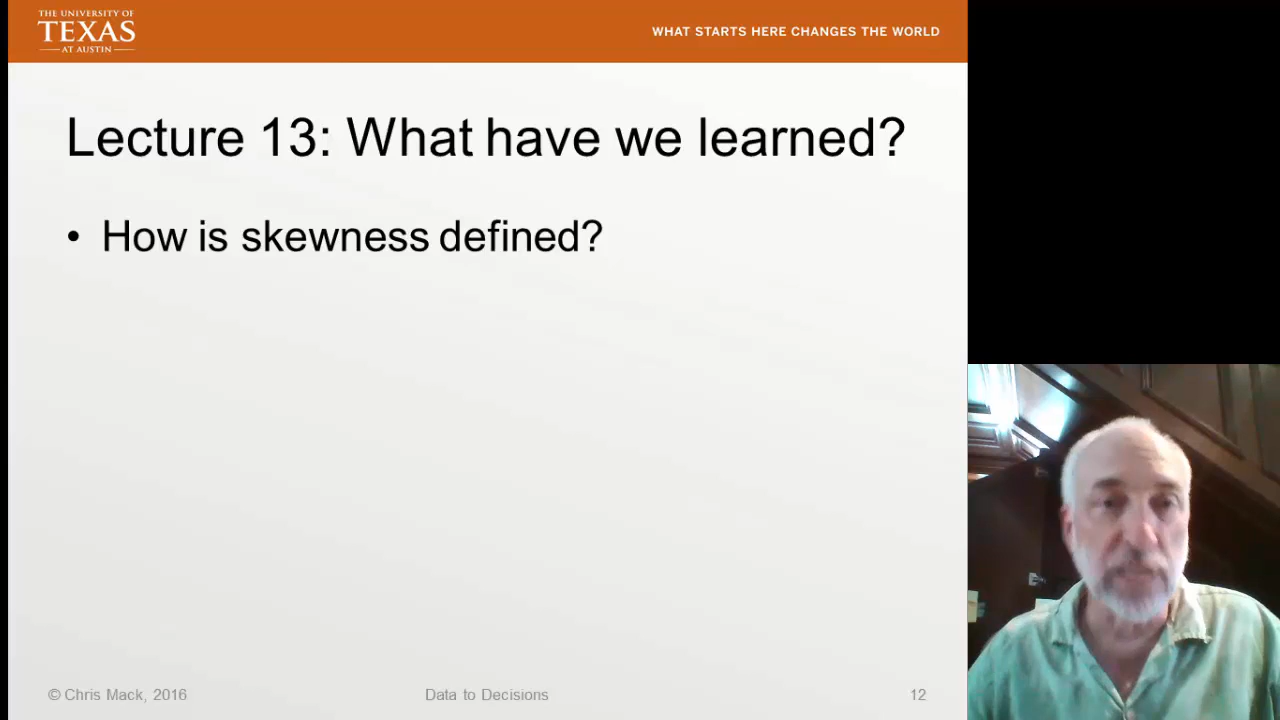 THE UNIVERSITY OF
TEXAS
AT AUSTIN
WHAT STARTS HERE CHANGES THE WORLD
Lecture 13: What have we learned?
• How is skewness defined?
© Chris Mack, 2016
Data to Decisions
12